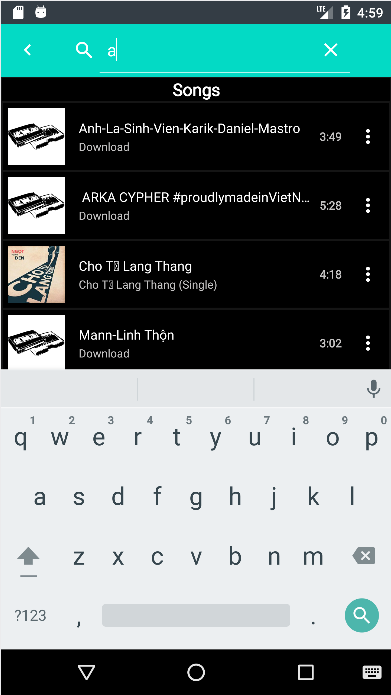 LTE 4:59
a
Songs
Anh-La-Sinh-Vien-Karik-Daniel-Mastro
Download
3:49
ARKA CYPHER #proudlymadeinVietN...
Download
5:28
Cho T▯ Lang Thang
Cho T▯ Lang Thang (Single)
4:18
Mann-Linh Thộn
Download
3:02
1 2 3 4 5 6 7 8 9 0
q w e r t y u i o p
a s d f g h j k l
z x c v b n m
?123 , .